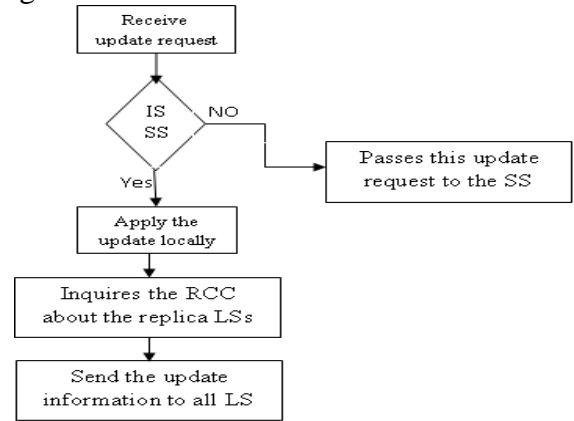 Receive
update request
IS
SS
NO
Passes this update
request to the SS
Yes
Apply the
update locally
Inquires the RCC
about the replica LSs
Send the update
information to all LS